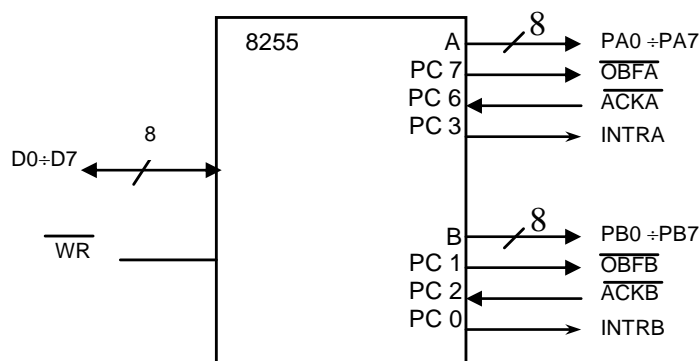 8255
A 8 PA0 ÷PA7
PC 7 OBFA
PC 6 ACKA
PC 3 INTRA
8
D0÷D7
WR
B 8 PB0 ÷PB7
PC 1 OBFB
PC 2 ACKB
PC 0 INTRB